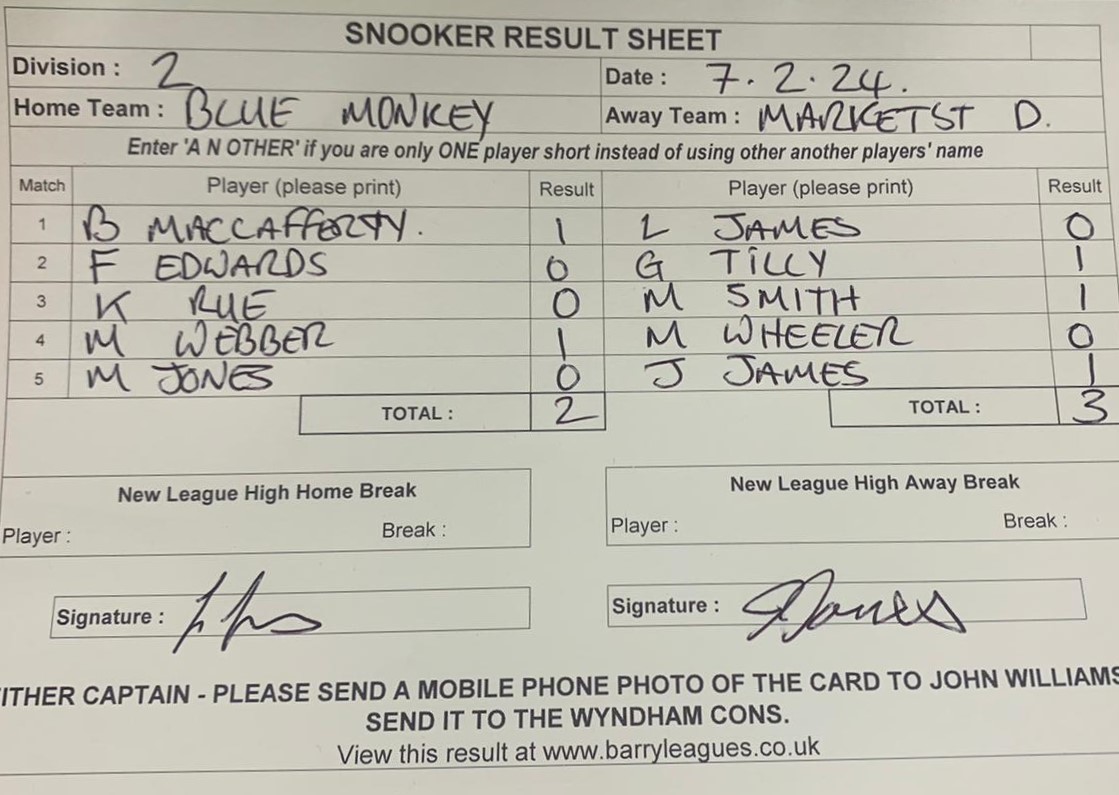 SNOOKER RESULT SHEET
Division : 2 Date : 7.2.24.
Home Team : BLUE MONKEY Away Team : MARKETST D.
Enter 'A N OTHER' if you are only ONE player short instead of using other another players' name
Match Player (please print) Result Player (please print) Result
1 B MACCAFFERTY. 1 L JAMES 0
2 F EDWARDS 0 G TILLY 1
3 K RUE 0 M SMITH 1
4 M WEBBER 1 M WHEELER 0
5 M JONES 0 J JAMES 1
TOTAL : 2 TOTAL : 3
New League High Home Break New League High Away Break
Player : Break : Player : Break :
Signature : Signature :
ITHER CAPTAIN - PLEASE SEND A MOBILE PHONE PHOTO OF THE CARD TO JOHN WILLIAMS
SEND IT TO THE WYNDHAM CONS.
View this result at www.barryleagues.co.uk